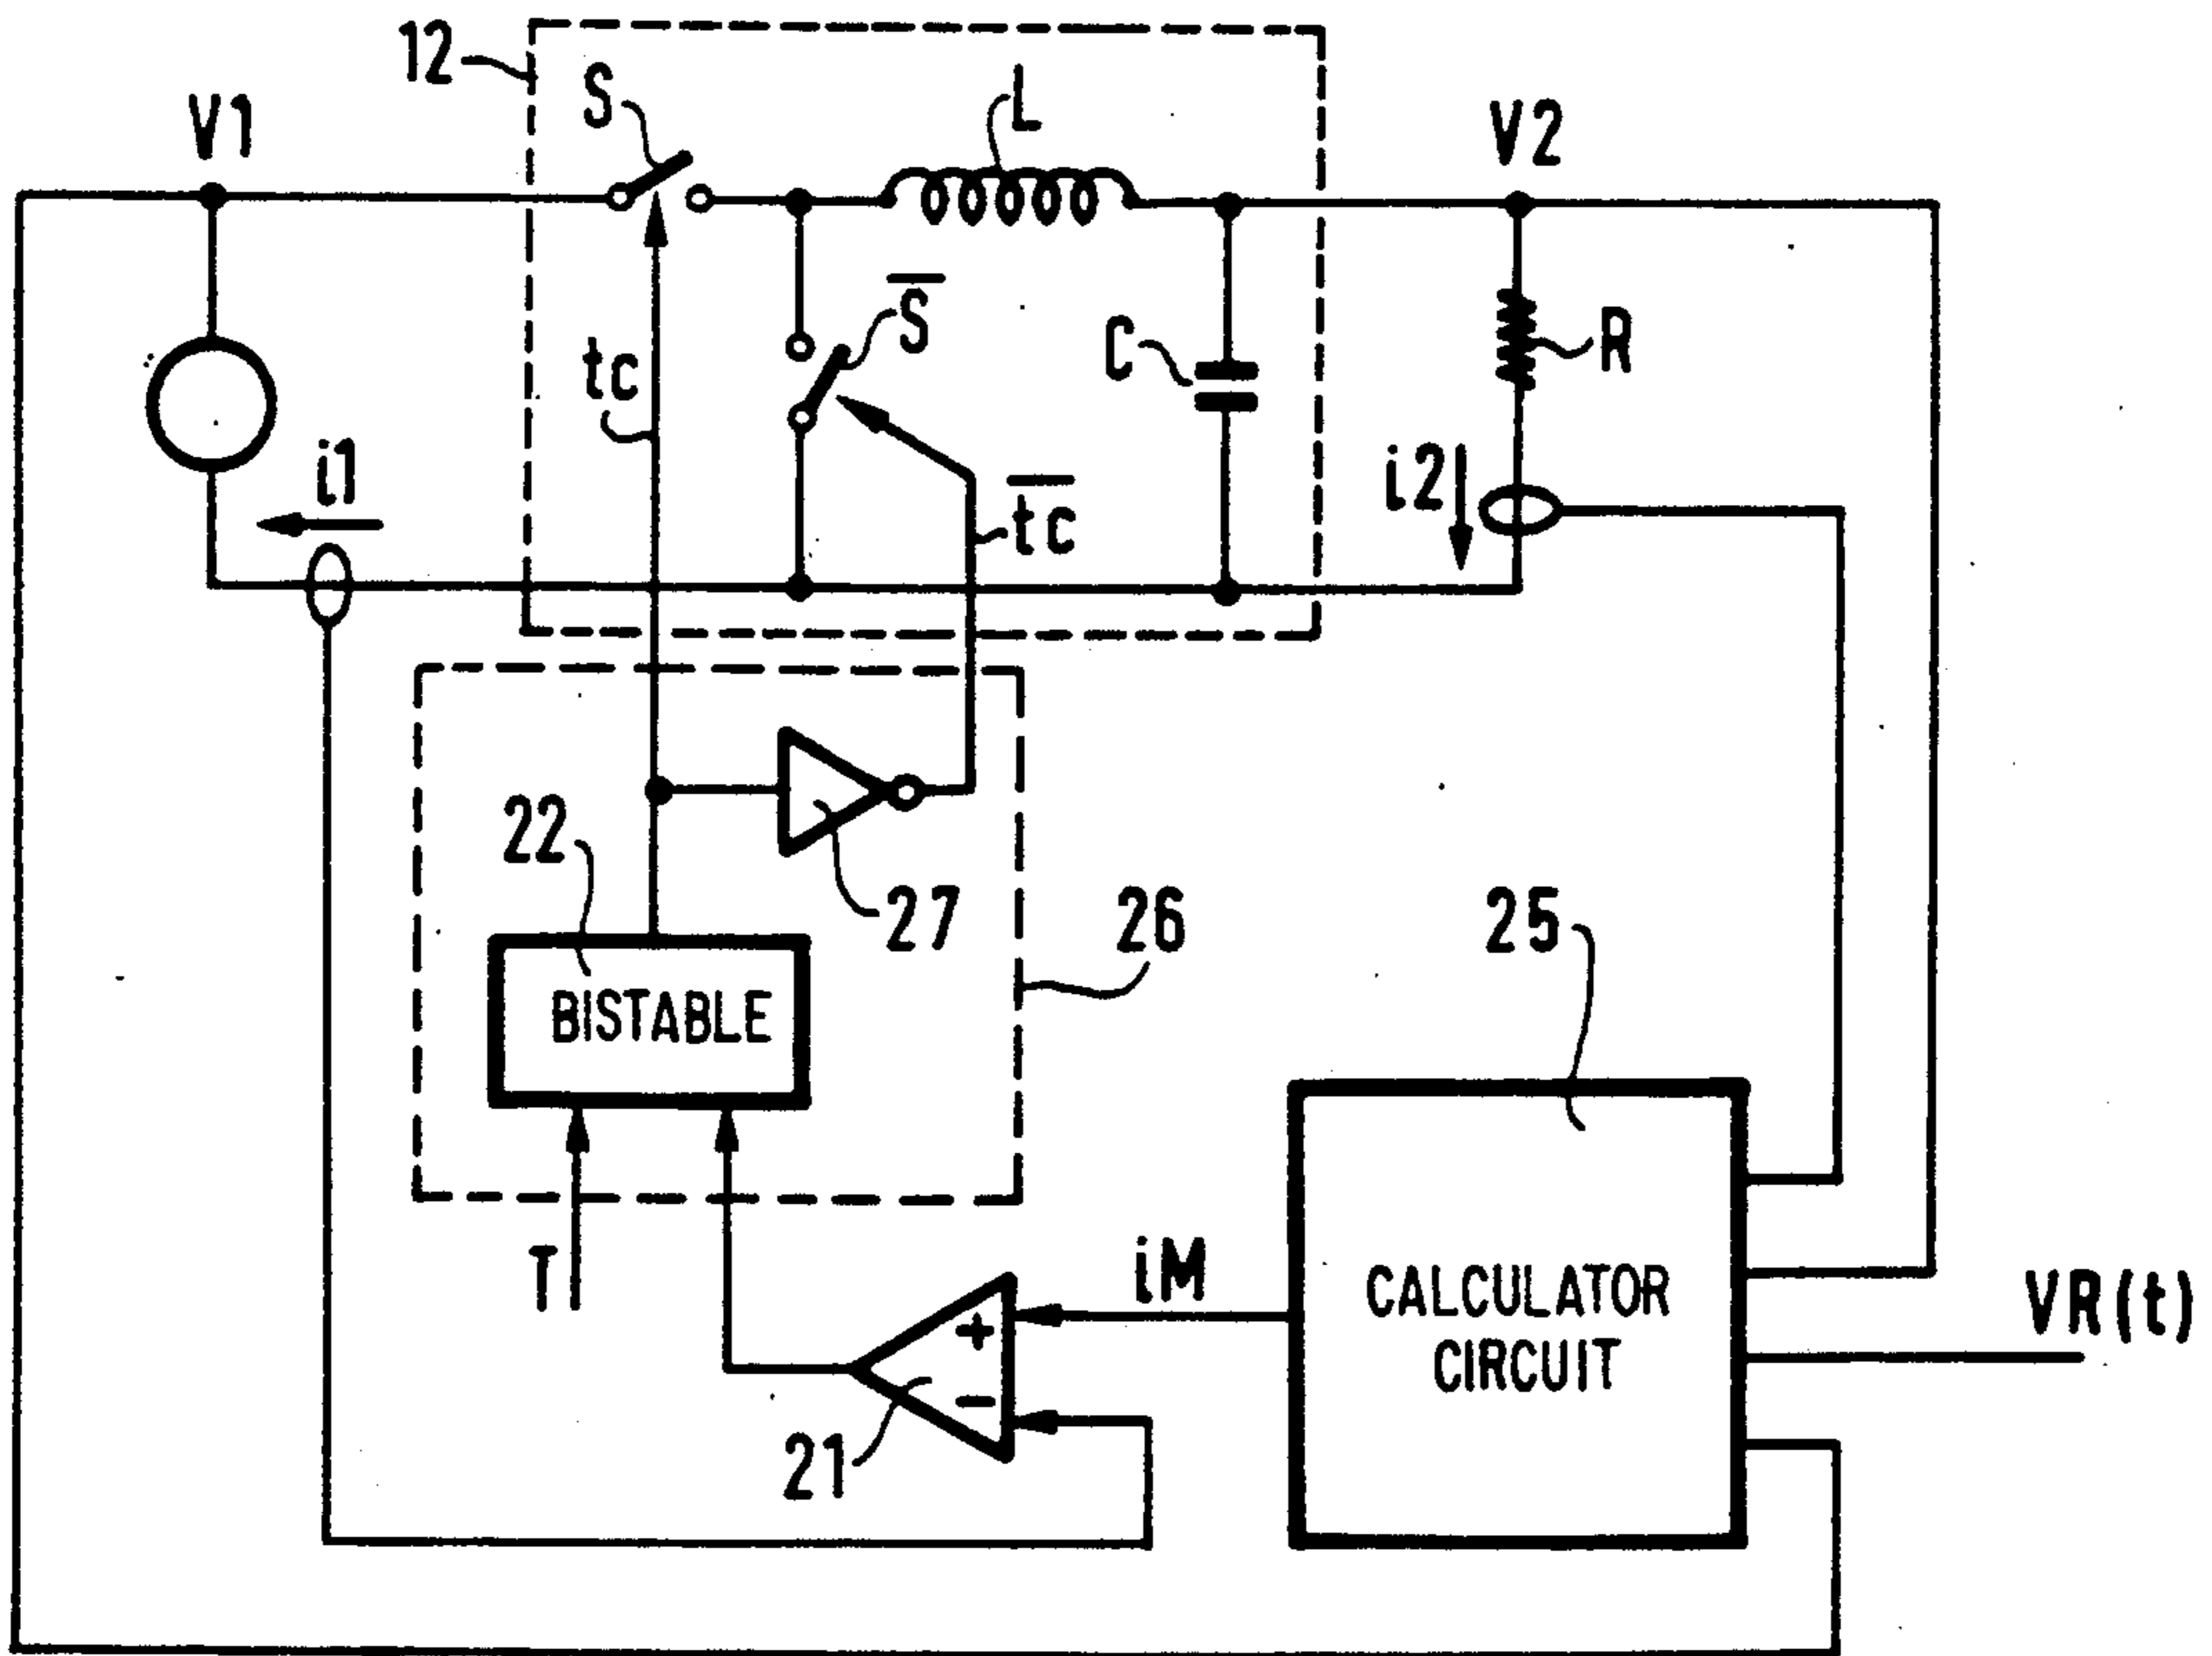 12
S
L
V1
V2
S̅
tc
C
R
i1
i2
t̅c̅
22
27
26
25
BISTABLE
T
iM
CALCULATOR
CIRCUIT
VR(t)
+
−
21